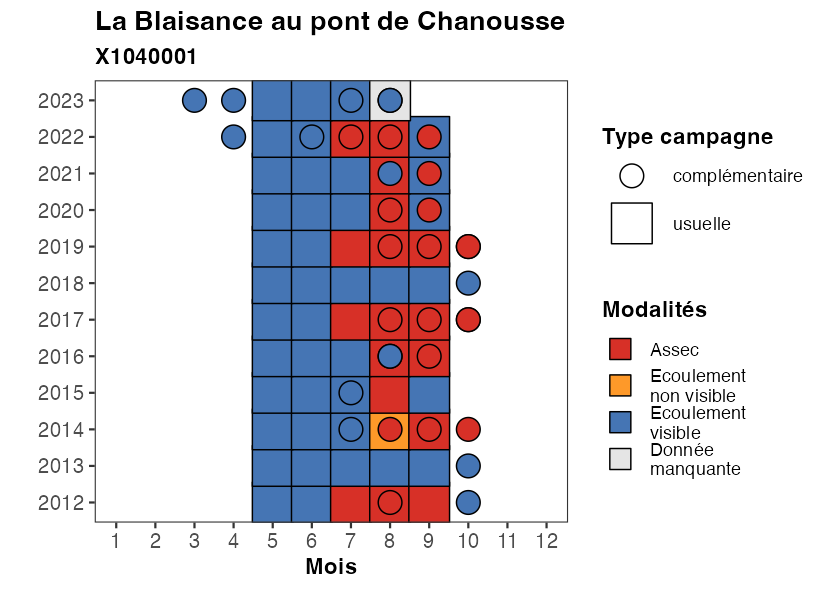 La Blaisance au pont de Chanousse
X1040001
2023
2022
2021
2020
2019
2018
2017
2016
2015
2014
2013
2012
1 2 3 4 5 6 7 8 9 10 11 12
Mois
Type campagne
complémentaire
usuelle
Modalités
Assec
Ecoulement
non visible
Ecoulement
visible
Donnée
manquante